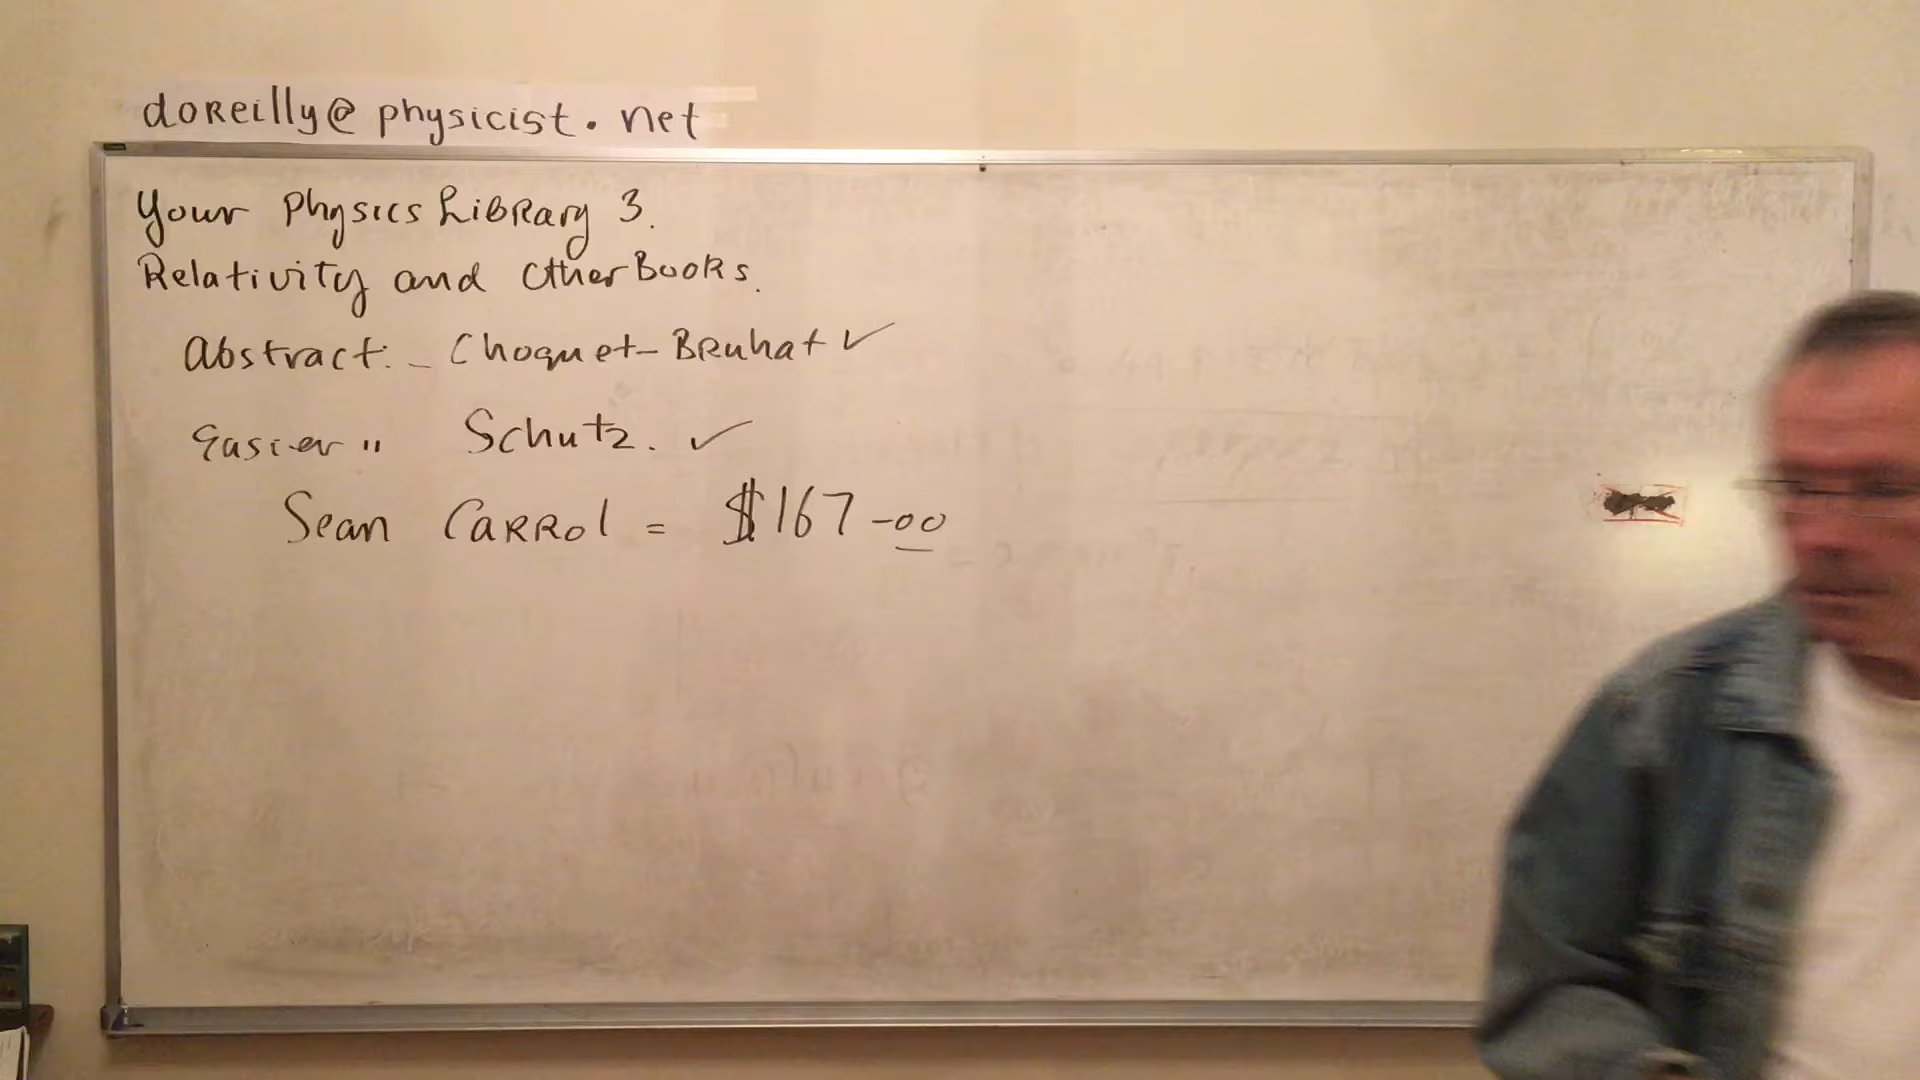 doreilly@physicist.net
Your Physics Library 3.
Relativity and Other Books.
Abstract:- Choquet-Bruhat ✓
Easier " Schutz. ✓
Sean Carrol = $167-00